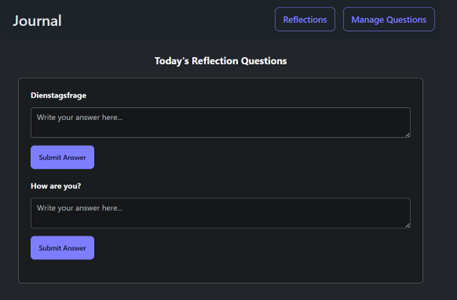 Journal
Reflections
Manage Questions
Today's Reflection Questions
Dienstagsfrage
Write your answer here...
Submit Answer
How are you?
Write your answer here...
Submit Answer